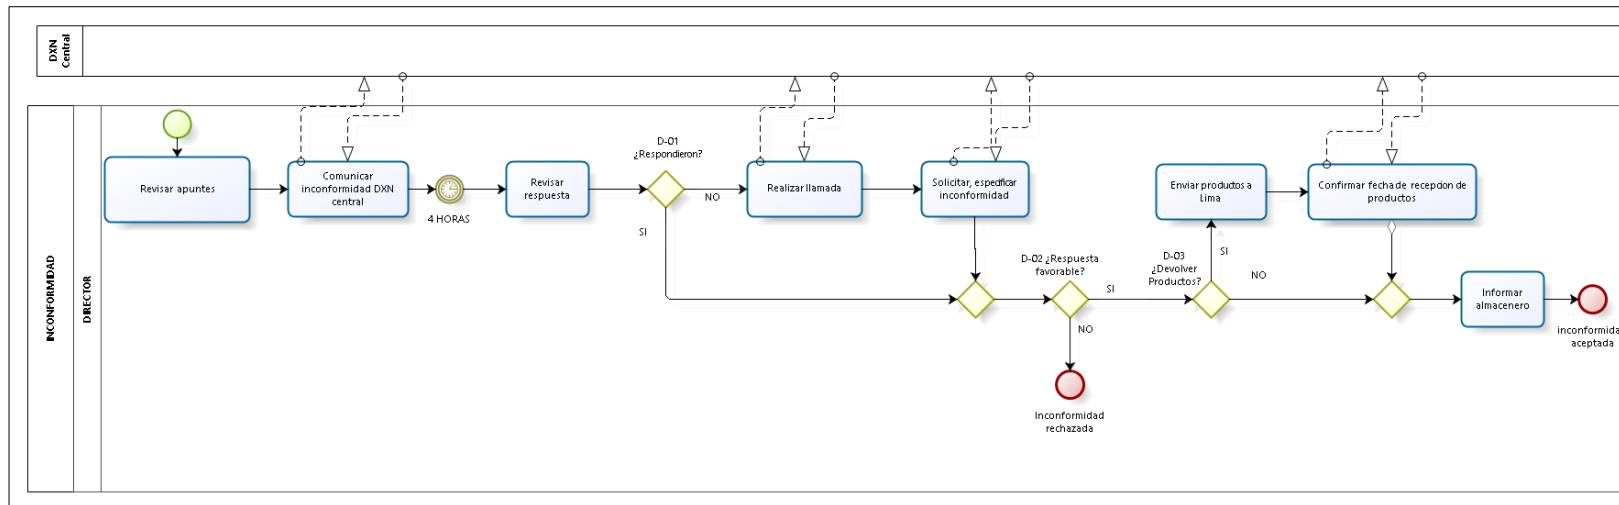 DXN
Central
INCONFORMIDAD
DIRECTOR
Revisar apuntes
Comunicar
inconformidad DXN
central
4 HORAS
Revisar
respuesta
D-01
¿Respondieron?
NO
SI
Realizar llamada
Solicitar, especificar
inconformidad
D-02 ¿Respuesta
favorable?
SI
NO
Inconformidad
rechazada
D-03
¿Devolver
Productos?
SI
NO
Enviar productos a
Lima
Confirmar fecha de recepcion de
productos
Informar
almacenero
inconformida
aceptada